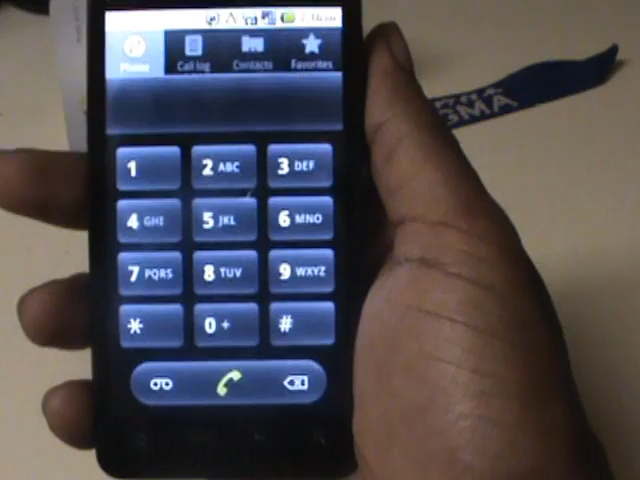 Phone Call log Contacts Favorites
1 2 ABC 3 DEF
4 GHI 5 JKL 6 MNO
7 PQRS 8 TUV 9 WXYZ
* 0 + #